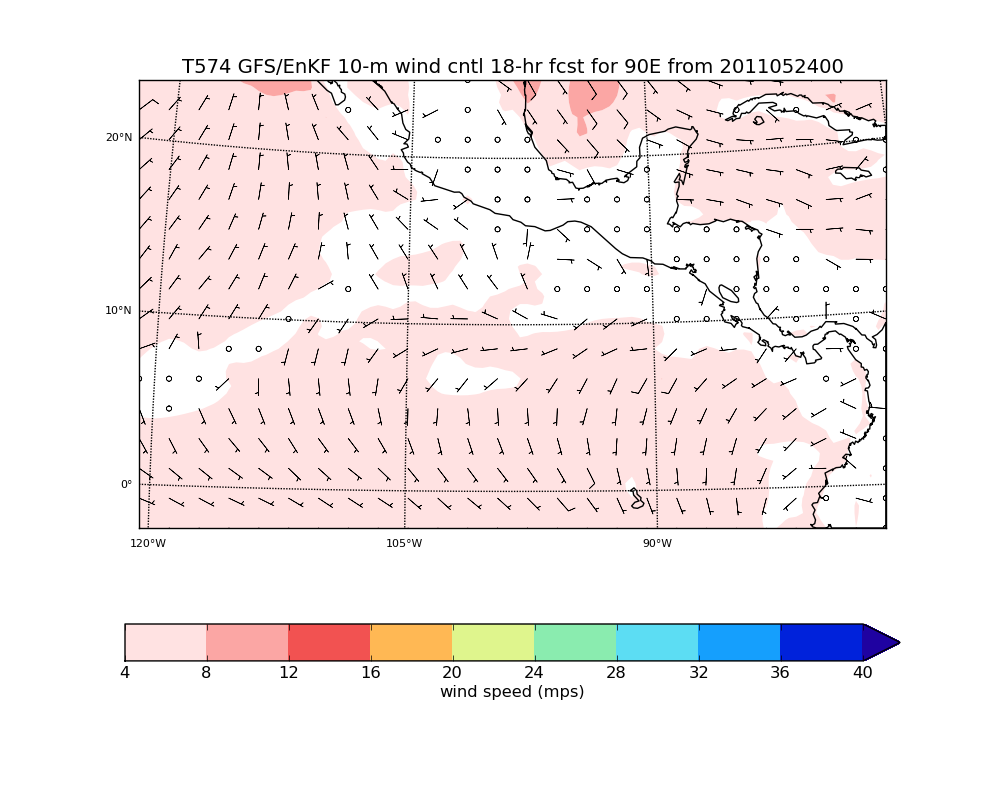 T574 GFS/EnKF 10-m wind cntl 18-hr fcst for 90E from 2011052400
20°N
10°N
0°
120°W 105°W 90°W
4 8 12 16 20 24 28 32 36 40
wind speed (mps)